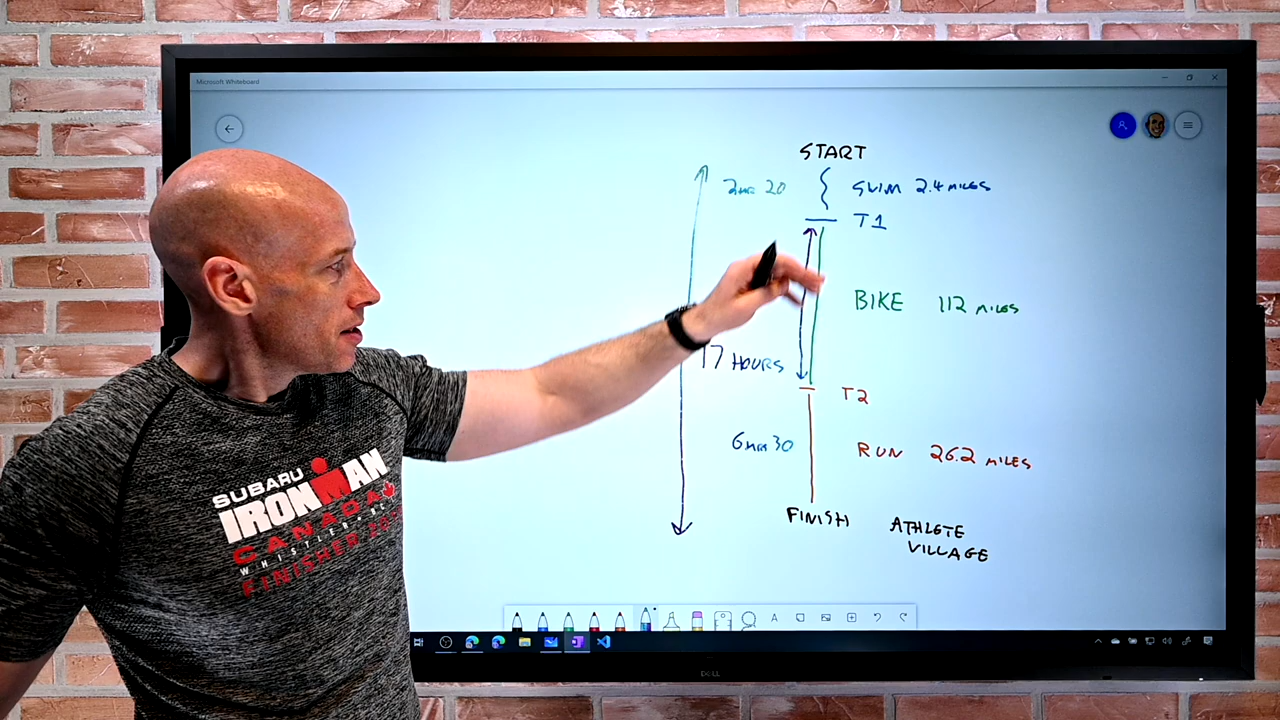 Microsoft Whiteboard
START
2HR 20
SWIM 2.4 MILES
T1
BIKE 112 MILES
17 HOURS
T2
6HR 30
RUN 26.2 MILES
FINISH
ATHLETE
VILLAGE
SUBARU
IRONMAN
CANADA
WHISTLER
FINISHER
A
DELL